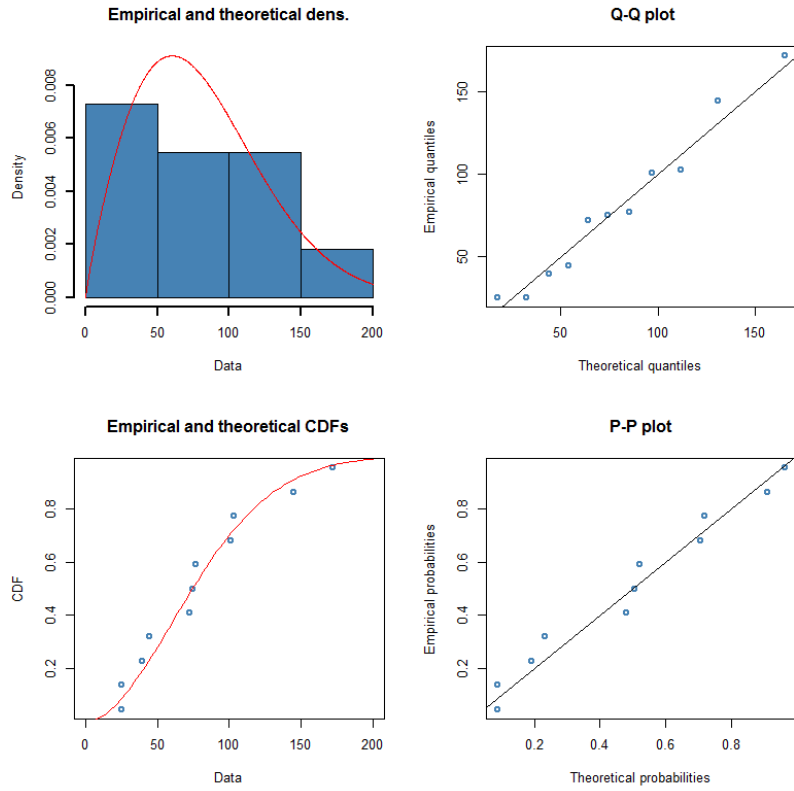 Empirical and theoretical dens.
Density
0.000 0.002 0.004 0.006 0.008
0 50 100 150 200
Data
Q-Q plot
Empirical quantiles
50 100 150
50 100 150
Theoretical quantiles
Empirical and theoretical CDFs
CDF
0.2 0.4 0.6 0.8
0 50 100 150 200
Data
P-P plot
Empirical probabilities
0.2 0.4 0.6 0.8
0.2 0.4 0.6 0.8
Theoretical probabilities